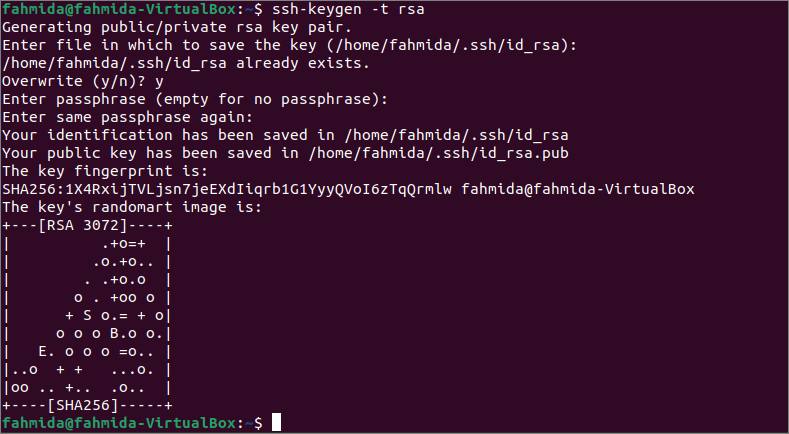 fahmida@fahmida-VirtualBox:~$ ssh-keygen -t rsa
Generating public/private rsa key pair.
Enter file in which to save the key (/home/fahmida/.ssh/id_rsa):
/home/fahmida/.ssh/id_rsa already exists.
Overwrite (y/n)? y
Enter passphrase (empty for no passphrase):
Enter same passphrase again:
Your identification has been saved in /home/fahmida/.ssh/id_rsa
Your public key has been saved in /home/fahmida/.ssh/id_rsa.pub
The key fingerprint is:
SHA256:1X4RxijTVLjsn7jeEXdIiqrb1G1YyyQVoI6zTqQrmlw fahmida@fahmida-VirtualBox
The key's randomart image is:
+---[RSA 3072]----+
|          .+o=+  |
|         .o.+o.. |
|        . .+o.o  |
|       o . +oo o |
|      + S o.= + o|
|     o o o B.o o.|
|   E. o o o =o.. |
|..o  + +   ...o. |
|oo .. +..  .o..  |
+----[SHA256]-----+
fahmida@fahmida-VirtualBox:~$